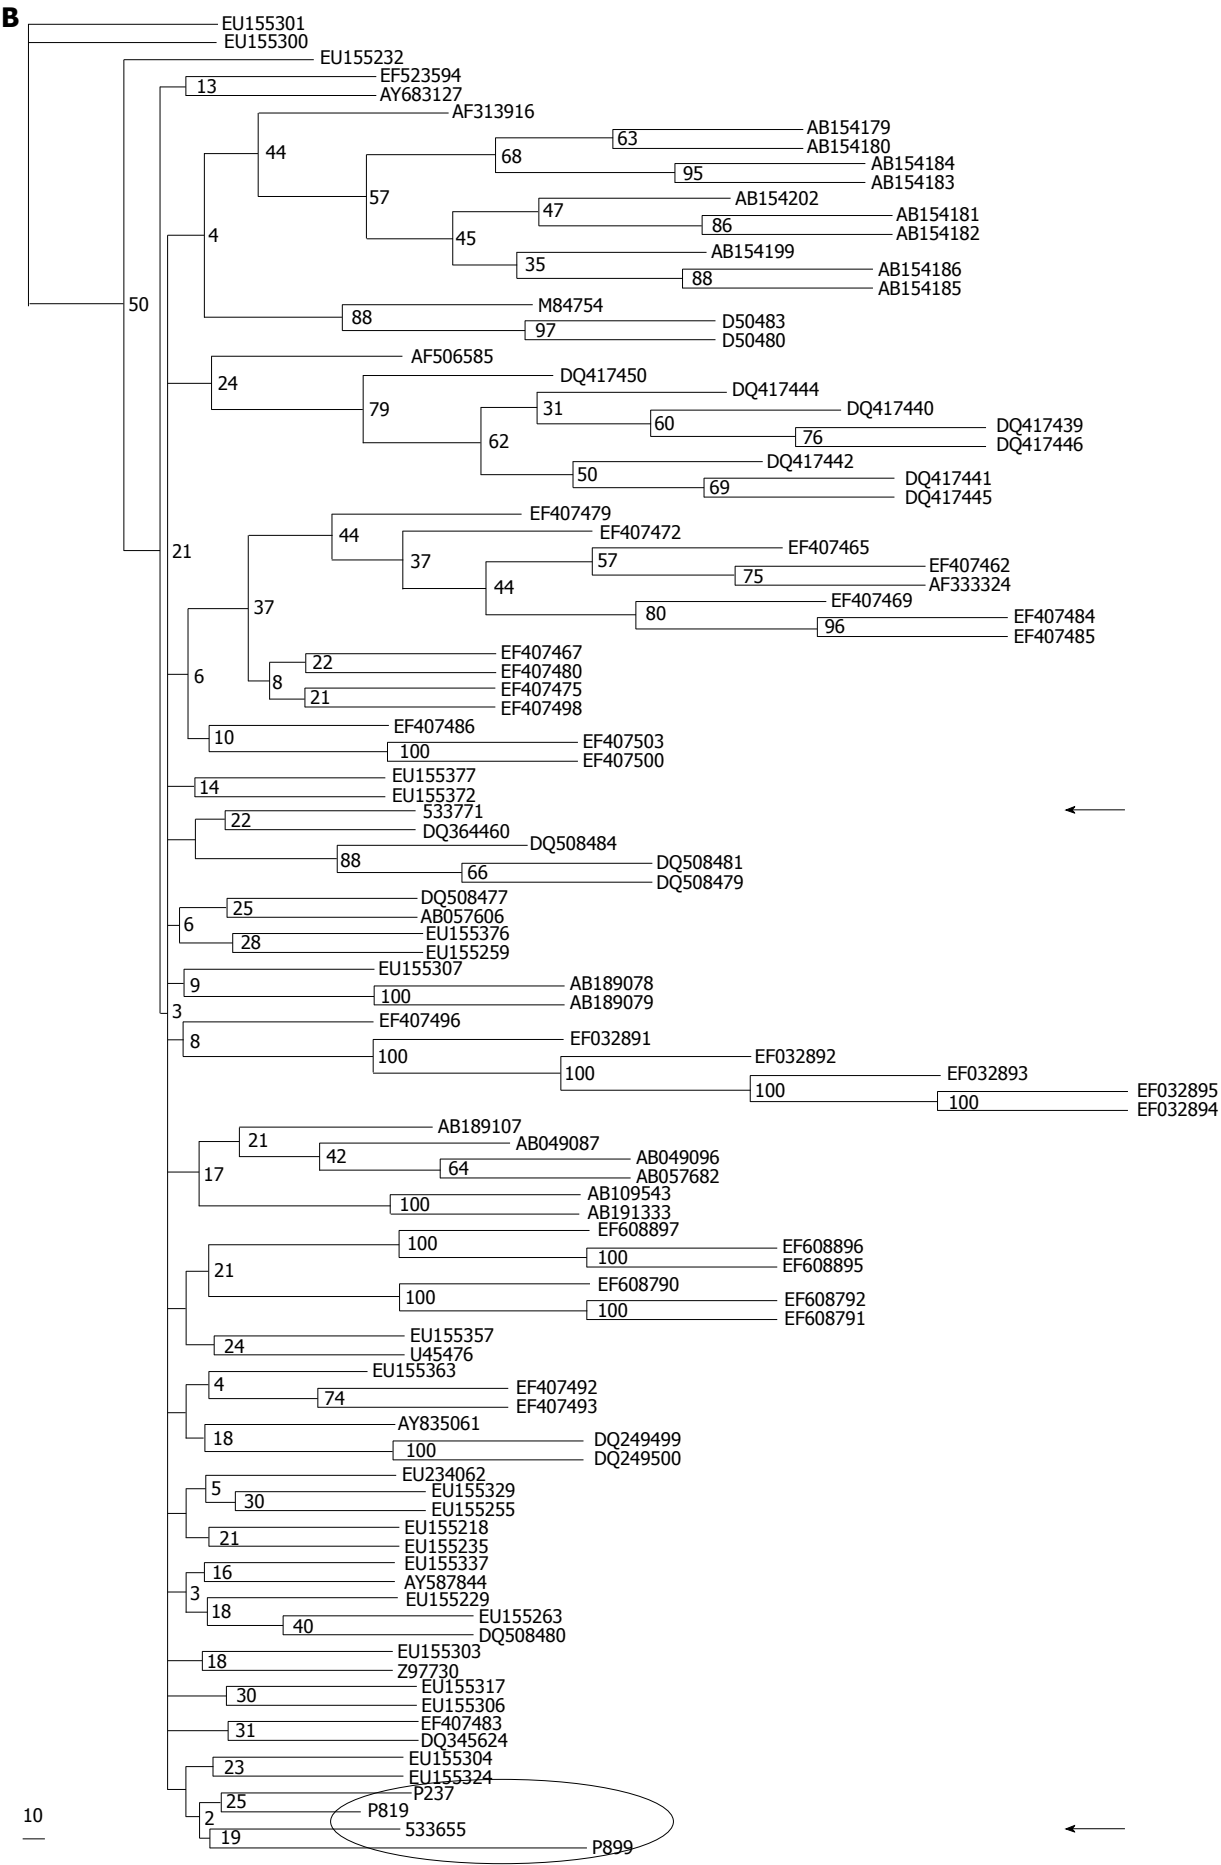 B
EU155301
EU155300
EU155232
EF523594
13
AY683127
AF313916
AB154179
63
AB154180
44
68
AB154184
95
AB154183
57
AB154202
47
AB154181
86
AB154182
4
45
AB154199
35
AB154186
88
AB154185
50
M84754
88
D50483
97
D50480
AF506585
24
DQ417450
79
DQ417444
31
DQ417440
60
DQ417439
76
DQ417446
62
DQ417442
50
DQ417441
69
DQ417445
EF407479
44
EF407472
37
EF407465
57
EF407462
75
AF333324
21
44
EF407469
80
EF407484
96
EF407485
37
EF407467
22
EF407480
8
EF407475
21
EF407498
6
EF407486
10
EF407503
100
EF407500
EU155377
14
EU155372
533771
22
DQ364460
DQ508484
88
DQ508481
66
DQ508479
DQ508477
25
AB057606
6
EU155376
28
EU155259
EU155307
9
AB189078
100
AB189079
3
EF407496
8
EF032891
100
EF032892
100
EF032893
100
EF032895
100
EF032894
AB189107
21
AB049087
42
AB049096
64
AB057682
17
AB109543
100
AB191333
EF608897
100
EF608896
100
EF608895
21
EF608790
100
EF608792
100
EF608791
EU155357
24
U45476
EU155363
4
EF407492
74
EF407493
AY835061
18
DQ249499
100
DQ249500
EU234062
5
EU155329
30
EU155255
EU155218
21
EU155235
EU155337
16
AY587844
3
EU155229
18
EU155263
40
DQ508480
EU155303
18
Z97730
EU155317
30
EU155306
EF407483
31
DQ345624
EU155304
23
EU155324
P237
25
P819
2
533655
19
P899
10